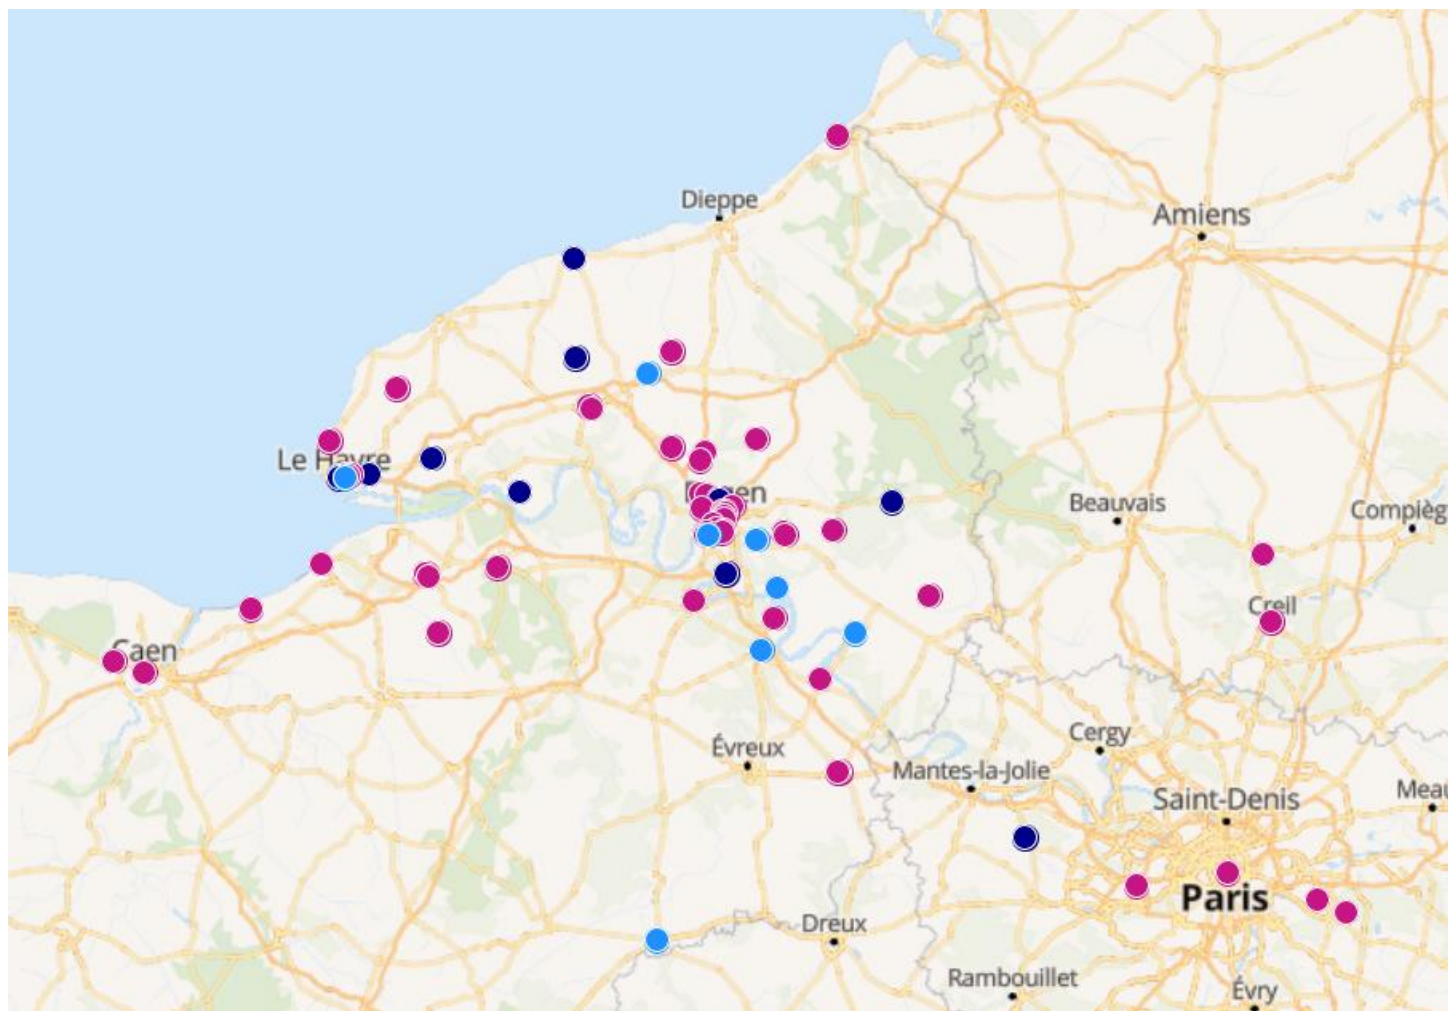 Dieppe
Amiens
Le Havre
Beauvais
Compièg
Creil
Caen
Évreux
Cergy
Mantes-la-Jolie
Saint-Denis
Meau
Paris
Dreux
Rambouillet
Évry